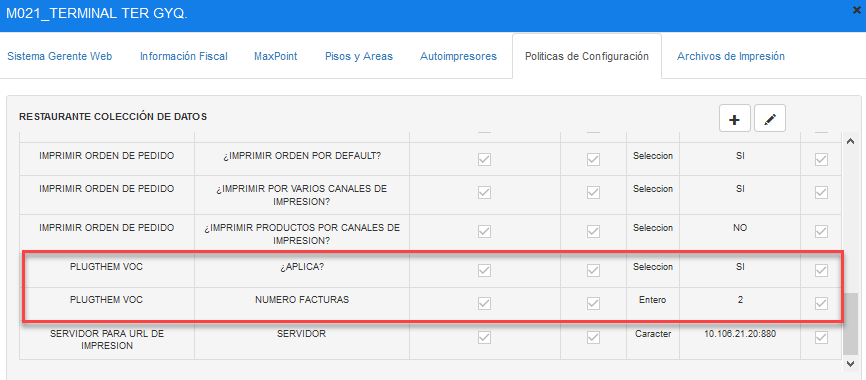 M021_TERMINAL TER GYQ.
Sistema Gerente Web Información Fiscal MaxPoint Pisos y Areas Autoimpresores Politicas de Configuración Archivos de Impresión
RESTAURANTE COLECCIÓN DE DATOS
IMPRIMIR ORDEN DE PEDIDO ¿IMPRIMIR ORDEN POR DEFAULT? Seleccion SI
IMPRIMIR ORDEN DE PEDIDO ¿IMPRIMIR POR VARIOS CANALES DE IMPRESION? Seleccion SI
IMPRIMIR ORDEN DE PEDIDO ¿IMPRIMIR PRODUCTOS POR CANALES DE IMPRESION? Seleccion NO
PLUGTHEM VOC ¿APLICA? Seleccion SI
PLUGTHEM VOC NUMERO FACTURAS Entero 2
SERVIDOR PARA URL DE IMPRESION SERVIDOR Caracter 10.106.21.20:880